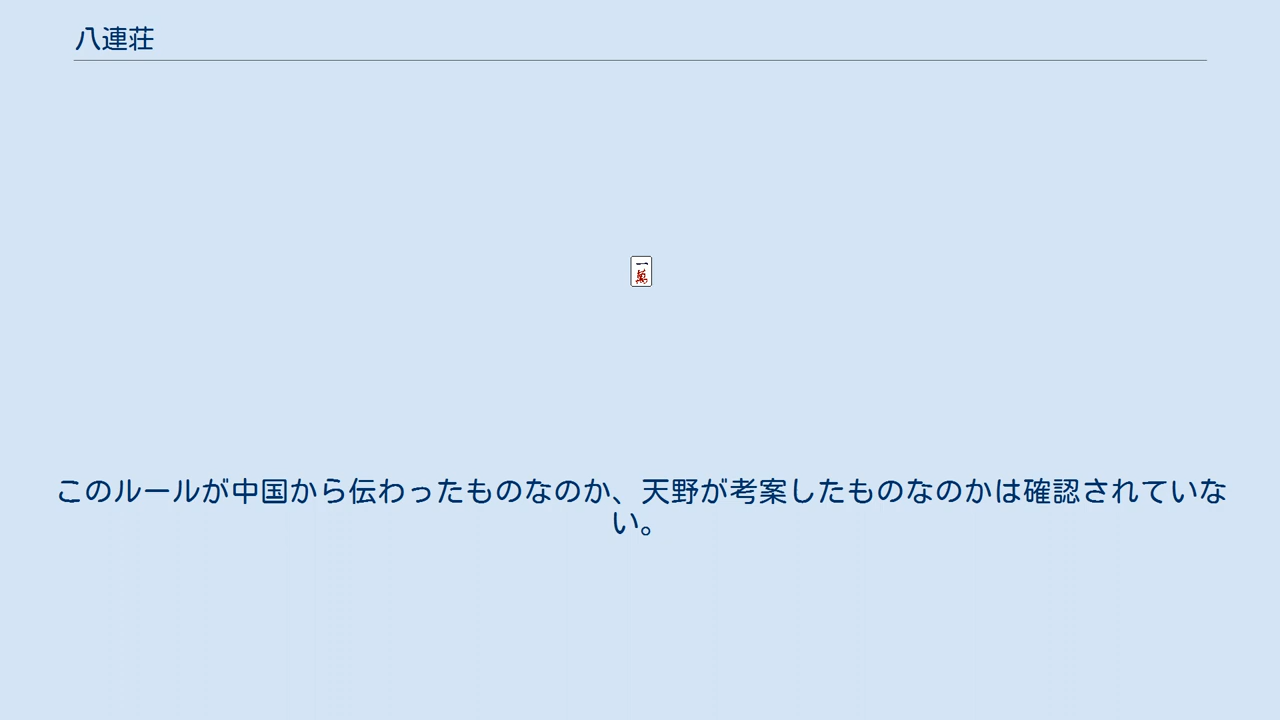 八連荘
一
萬
このルールが中国から伝わったものなのか、天野が考案したものなのかは確認されていな
い。